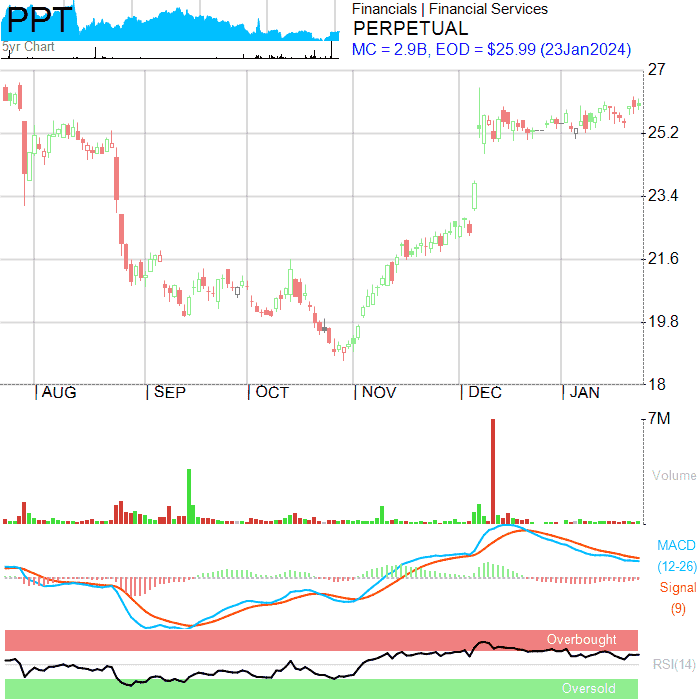 PPT
5yr Chart
Financials | Financial Services
PERPETUAL
MC = 2.9B, EOD = $25.99 (23Jan2024)
27
25.2
23.4
21.6
19.8
18
AUG SEP OCT NOV DEC JAN
7M
Volume
MACD
(12-26)
Signal
(9)
Overbought
RSI(14)
Oversold